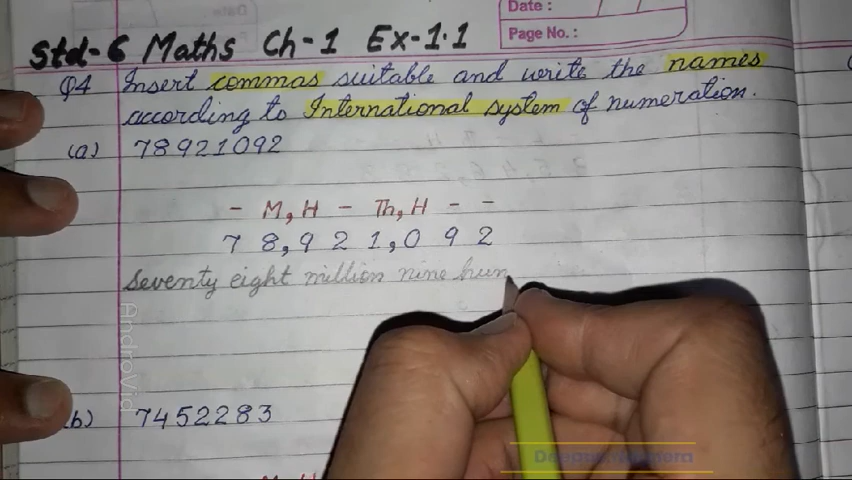 Date :
Page No. :
Std-6 Maths Ch-1 Ex-1.1
Q4 Insert commas suitable and write the names
according to International system of numeration.
(a) 78921092
- M, H - Th, H - -
7 8,9 2 1,0 9 2
Seventy eight million nine hun
AndroVid
b) 7452283